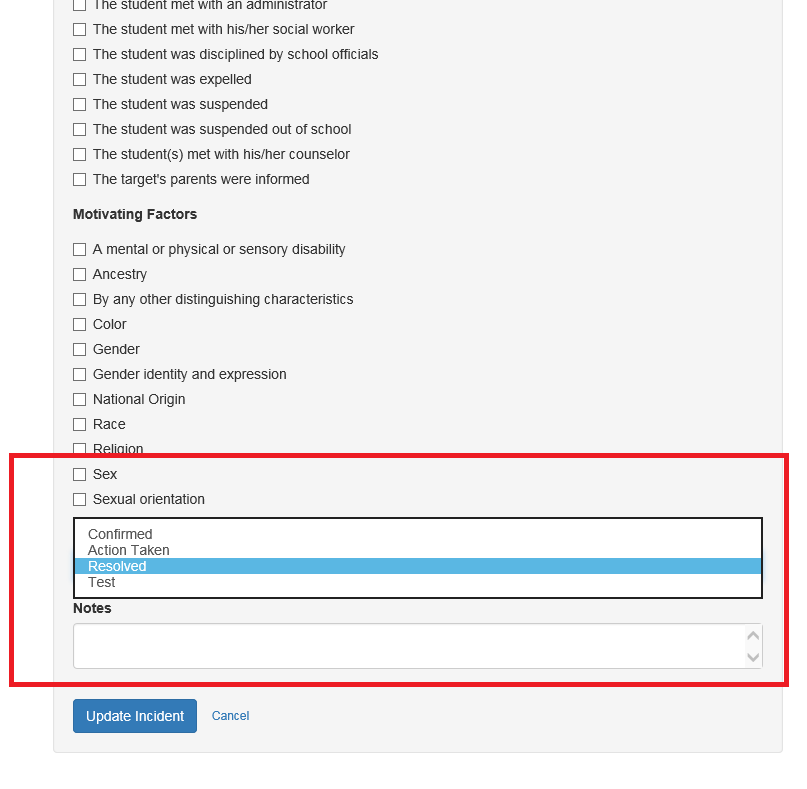 The student met with an administrator
The student met with his/her social worker
The student was disciplined by school officials
The student was expelled
The student was suspended
The student was suspended out of school
The student(s) met with his/her counselor
The target's parents were informed
Motivating Factors
A mental or physical or sensory disability
Ancestry
By any other distinguishing characteristics
Color
Gender
Gender identity and expression
National Origin
Race
Religion
Sex
Sexual orientation
Confirmed
Action Taken
Resolved
Test
Notes
Update Incident Cancel